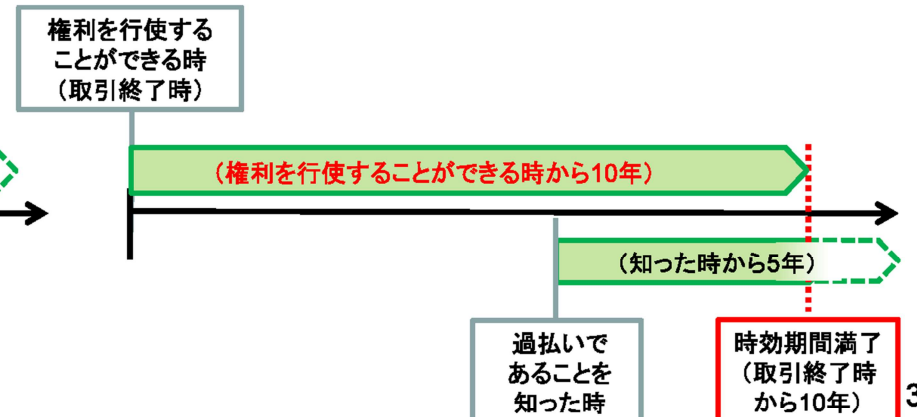 権利を行使する
ことができる時
（取引終了時）
（権利を行使することができる時から10年）
（知った時から5年）
過払いで
あることを
知った時
時効期間満了
（取引終了時
から10年）
3